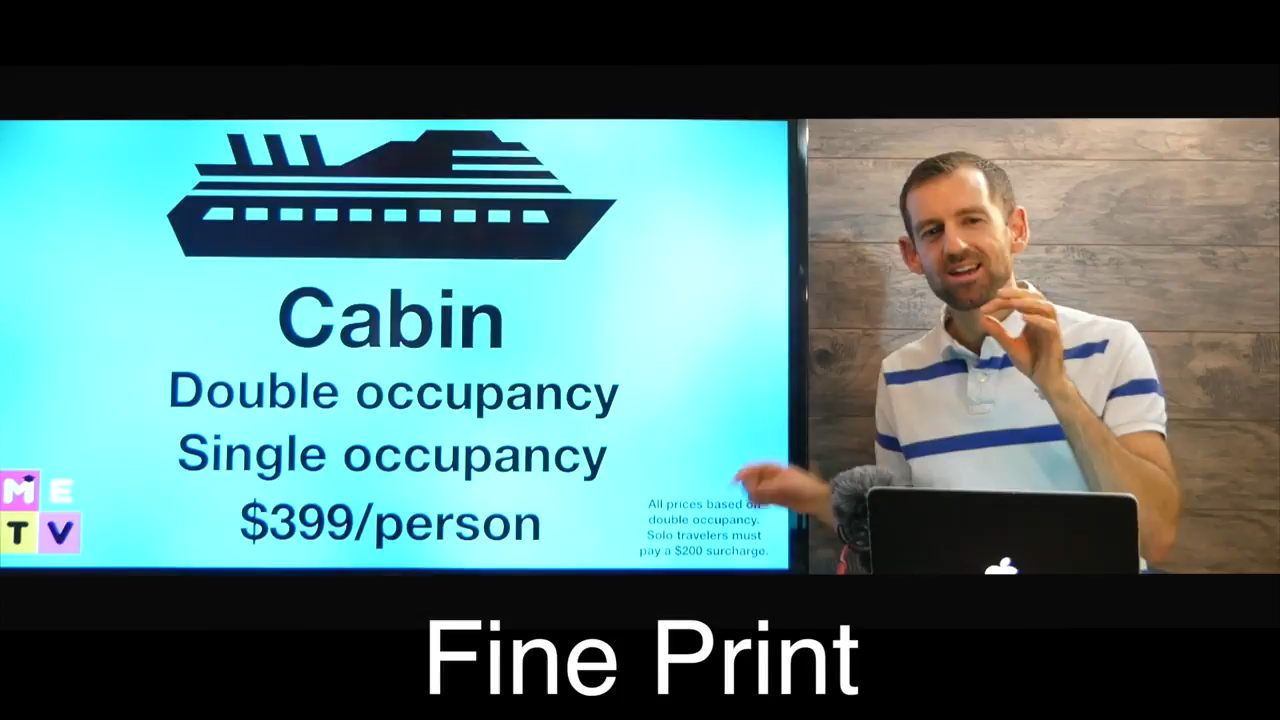 Cabin
Double occupancy
Single occupancy
$399/person
All prices based on
double occupancy.
Solo travelers must
pay a $200 surcharge.
M E
T V
Fine Print